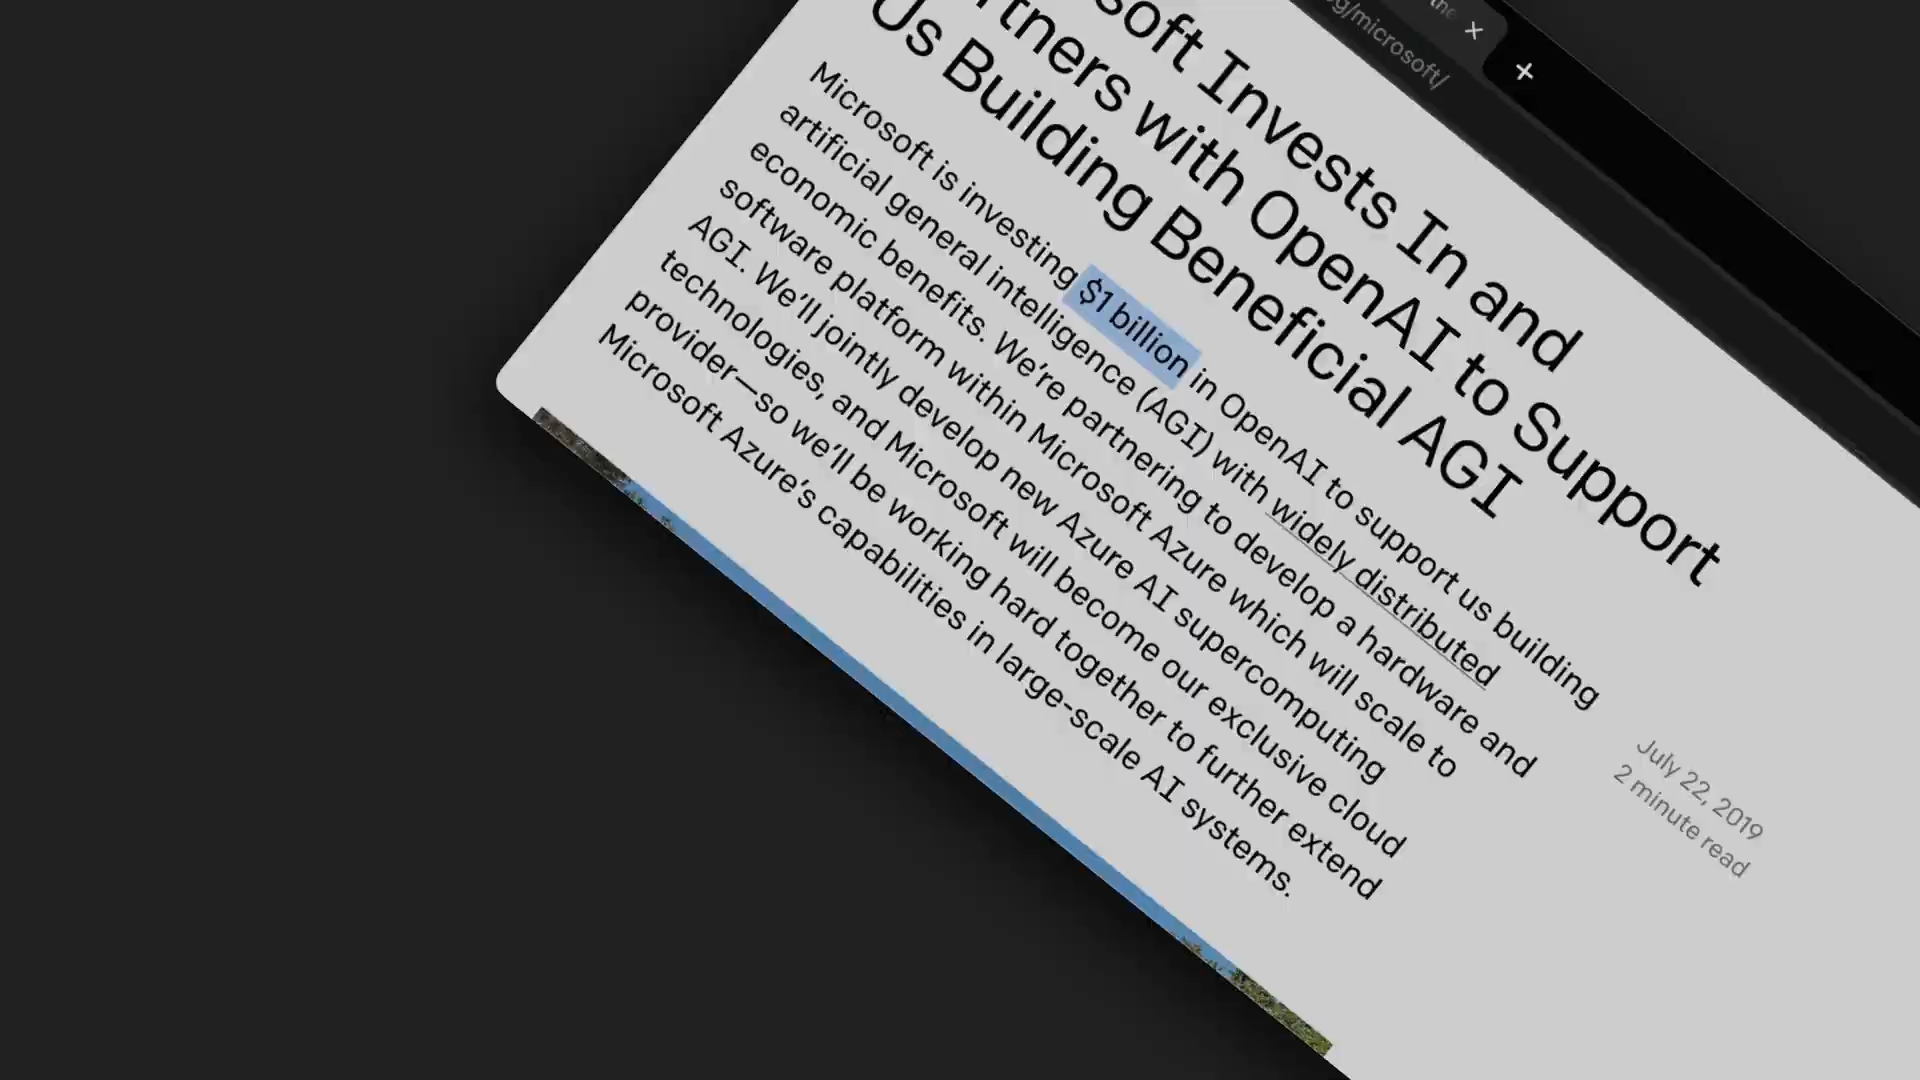 the
og/microsoft/
soft Invests In and
rtners with OpenAI to Support
Us Building Beneficial AGI
Microsoft is investing $1 billion in OpenAI to support us building
artificial general intelligence (AGI) with widely distributed
economic benefits. We're partnering to develop a hardware and
software platform within Microsoft Azure which will scale to
AGI. We'll jointly develop new Azure AI supercomputing
technologies, and Microsoft will become our exclusive cloud
provider—so we'll be working hard together to further extend
Microsoft Azure's capabilities in large-scale AI systems.
July 22, 2019
2 minute read